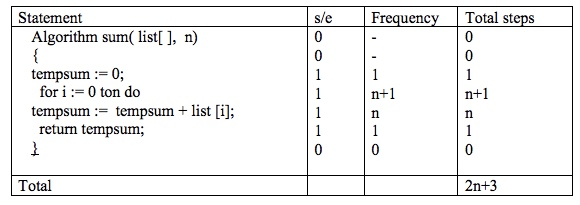 Statement s/e Frequency Total steps
Algorithm sum( list[ ], n) 0 - 0
{ 0 - 0
tempsum := 0; 1 1 1
for i := 0 ton do 1 n+1 n+1
tempsum := tempsum + list [i]; 1 n n
return tempsum; 1 1 1
} 0 0 0
Total 2n+3